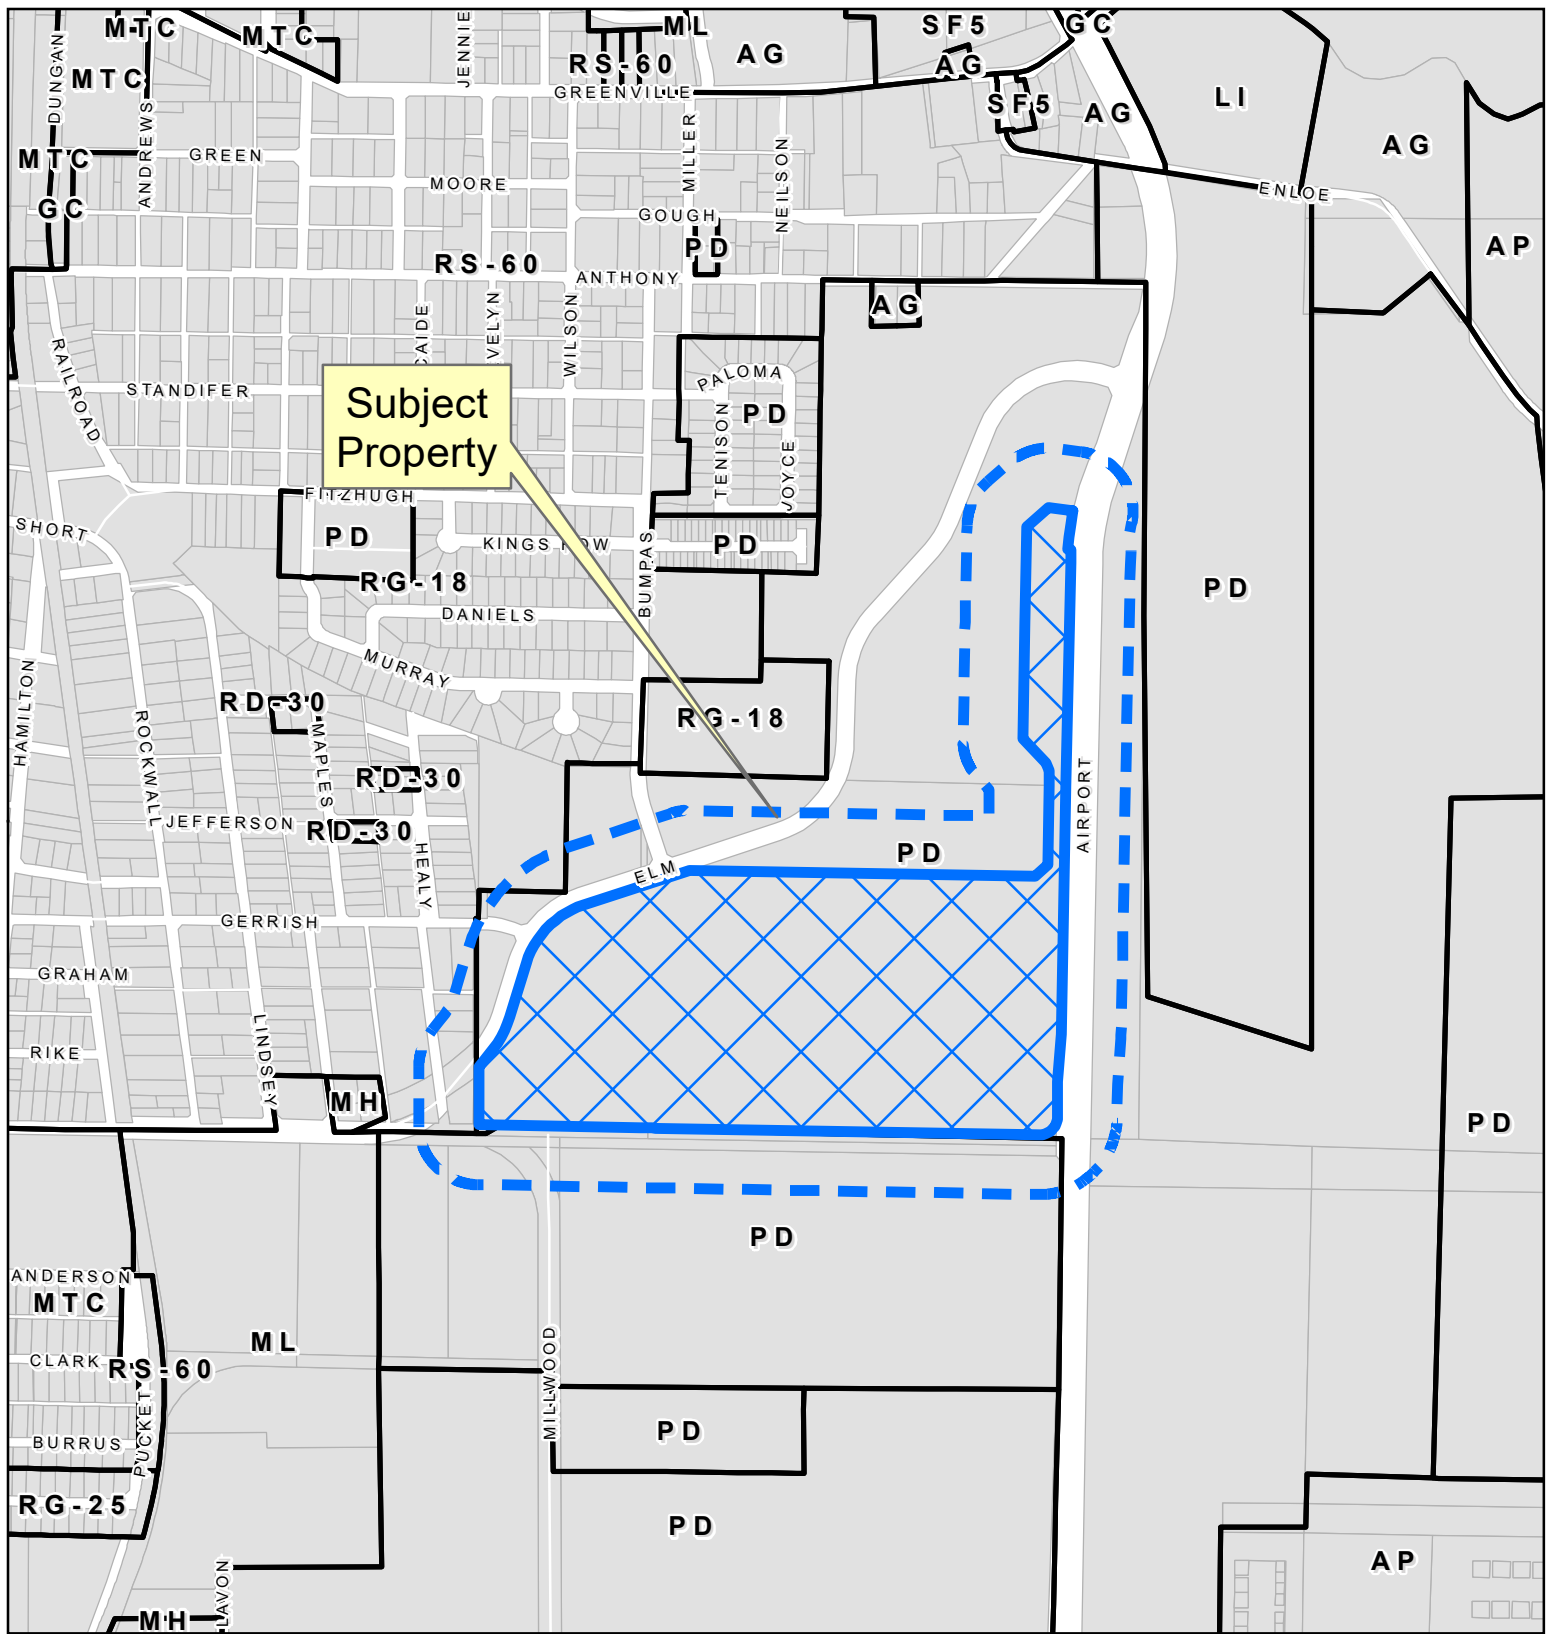 MTC
MTC
JENNIE
ML
SF5
GC
DUNGAN
MTC
RS-60
AG
AG
GREENVILLE
SF5
AG
LI
ANDREWS
MTC
GREEN
MILLER
NEILSON
AG
MOORE
ENLOE
GC
GOUGH
PD
AP
RS-60
ANTHONY
AG
CAIDE
VELYN
WILSON
RAILROAD
STANDIFER
PALOMA
PD
TENISON
JOYCE
Subject
Property
FITZHUGH
SHORT
PD
KINGS ROW
PD
RG-18
BUMPAS
DANIELS
PD
MURRAY
HAMILTON
RD-30
ROCKWALL
MAPLES
RG-18
RD-30
AIRPORT
JEFFERSON
RD-30
HEALY
PD
ELM
GERRISH
GRAHAM
LINDSEY
RIKE
MH
PD
PD
ANDERSON
MTC
ML
CLARK
RS-60
MILLWOOD
PUCKET
BURRUS
PD
RG-25
PD
AP
LAVON
MH